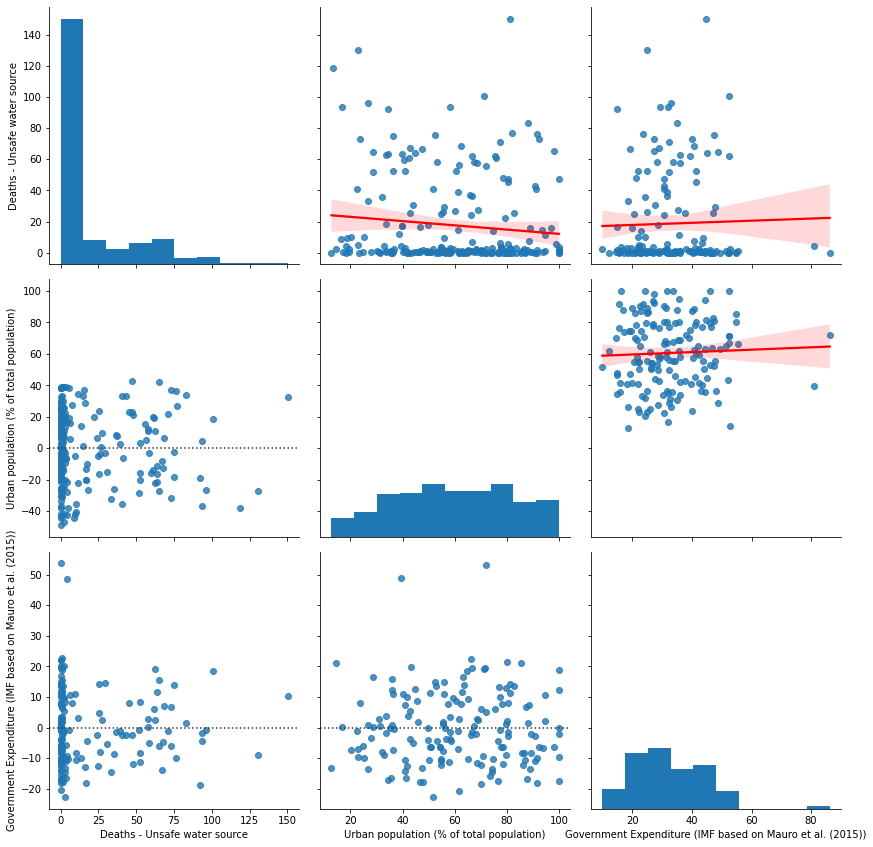 Deaths - Unsafe water source
140
120
100
80
60
40
20
0
Urban population (% of total population)
100
80
60
40
20
0
−20
−40
Government Expenditure (IMF based on Mauro et al. (2015))
50
40
30
20
10
0
−10
−20
0 25 50 75 100 125 150
20 40 60 80 100
20 40 60 80
Deaths - Unsafe water source
Urban population (% of total population)
Government Expenditure (IMF based on Mauro et al. (2015))